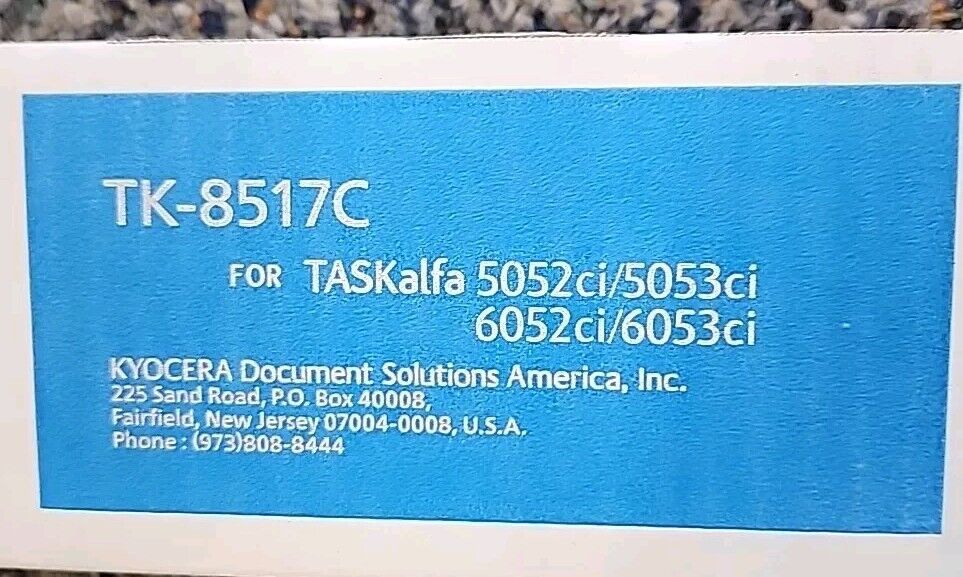 TK-8517C
FOR TASKalfa 5052ci/5053ci
6052ci/6053ci
KYOCERA Document Solutions America, Inc.
225 Sand Road, P.O. Box 40008,
Fairfield, New Jersey 07004-0008, U.S.A.
Phone : (973)808-8444